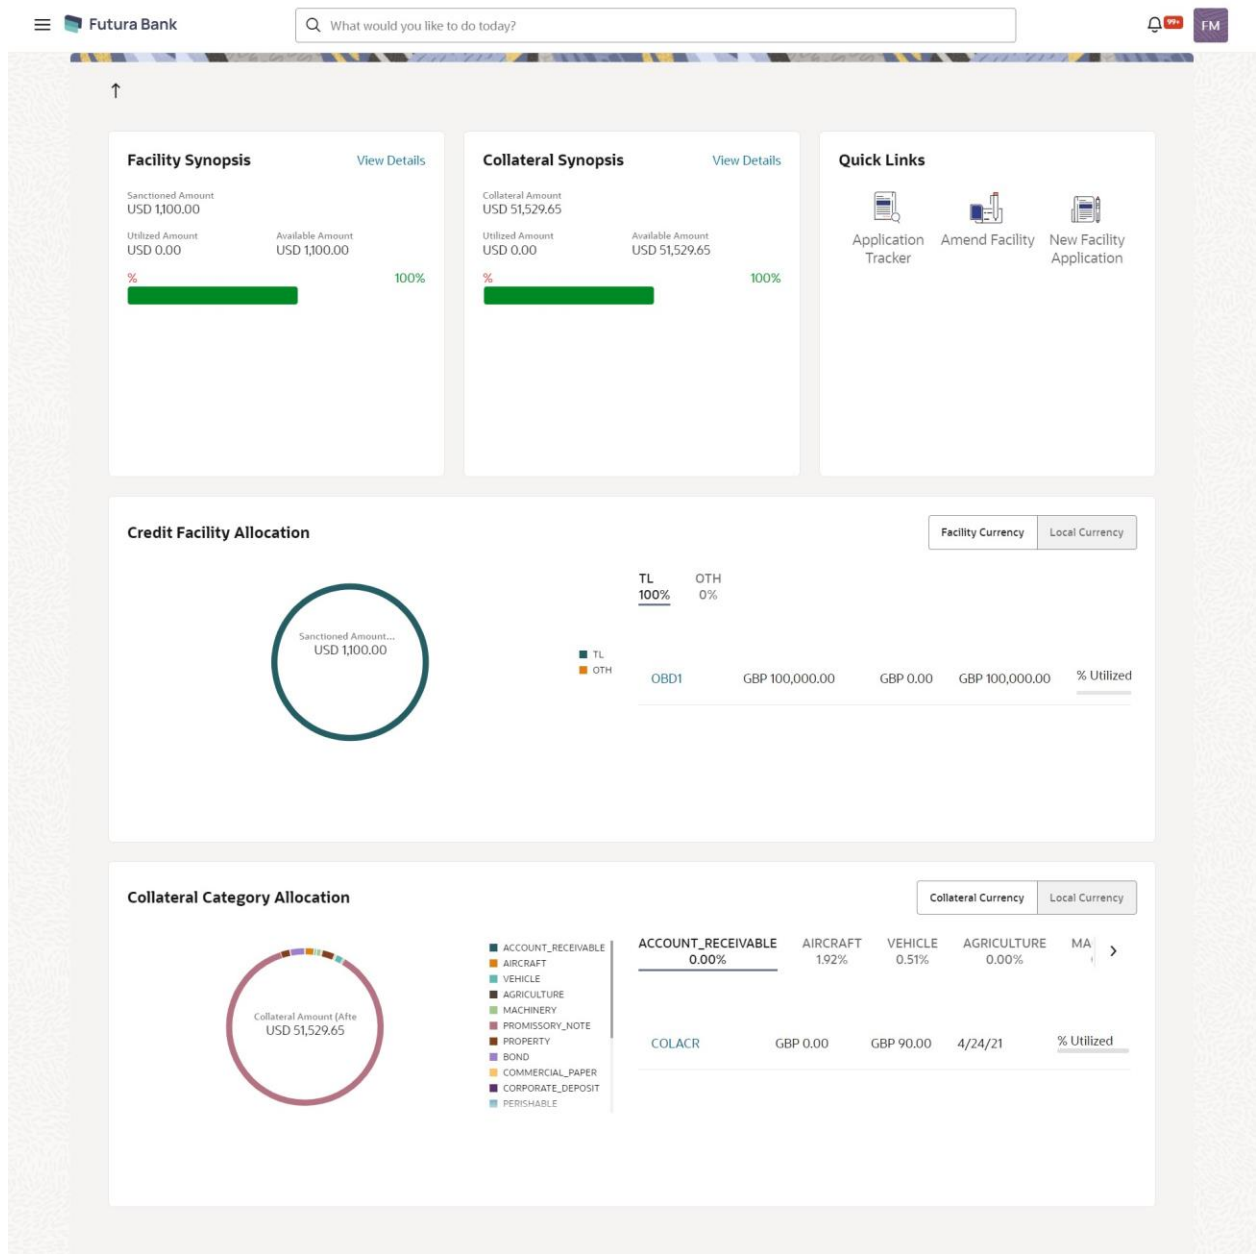 Futura Bank
What would you like to do today?
99+
FM
↑
Facility Synopsis
View Details
Sanctioned Amount
USD 1,100.00
Utilized Amount
Available Amount
USD 0.00
USD 1,100.00
%
100%
Collateral Synopsis
View Details
Collateral Amount
USD 51,529.65
Utilized Amount
Available Amount
USD 0.00
USD 51,529.65
%
100%
Quick Links
Application
Tracker
Amend Facility
New Facility
Application
Credit Facility Allocation
Facility Currency
Local Currency
Sanctioned Amount...
USD 1,100.00
TL
OTH
TL
100%
OTH
0%
OBD1
GBP 100,000.00
GBP 0.00
GBP 100,000.00
% Utilized
Collateral Category Allocation
Collateral Currency
Local Currency
Collateral Amount (Afte
USD 51,529.65
ACCOUNT_RECEIVABLE
AIRCRAFT
VEHICLE
AGRICULTURE
MACHINERY
PROMISSORY_NOTE
PROPERTY
BOND
COMMERCIAL_PAPER
CORPORATE_DEPOSIT
PERISHABLE
ACCOUNT_RECEIVABLE
0.00%
AIRCRAFT
1.92%
VEHICLE
0.51%
AGRICULTURE
0.00%
MA
COLACR
GBP 0.00
GBP 90.00
4/24/21
% Utilized